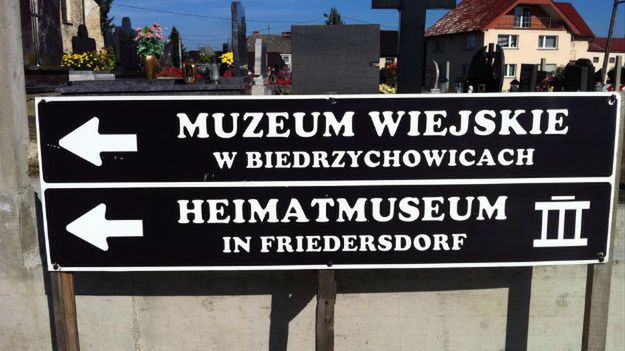 MUZEUM WIEJSKIE
W BIEDRZYCHOWICACH
HEIMATMUSEUM
IN FRIEDERSDORF